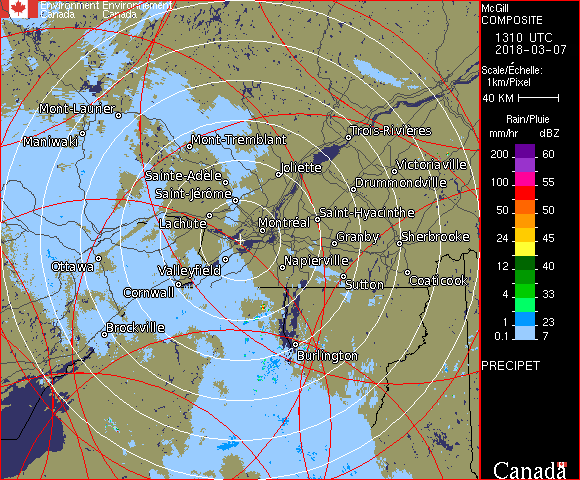 Environment Environnement
Canada Canada
McGill
COMPOSITE
1310 UTC
2018-03-07
Scale/Échelle:
1km/Pixel
40 KM
Rain/Pluie
mm/hr dBZ
200 60
100 55
50 50
24 45
12 40
4 33
1 23
0.1 7
PRECIPET
Canada
Mont-Laurier
Maniwaki
Mont-Tremblant
Trois-Rivières
Sainte-Adèle
Joliette
Victoriaville
Saint-Jérôme
Drummondville
Lachute
Montréal
Saint-Hyacinthe
Granby
Sherbrooke
Ottawa
Valleyfield
Napierville
Cornwall
Sutton
Coaticook
Brockville
Burlington